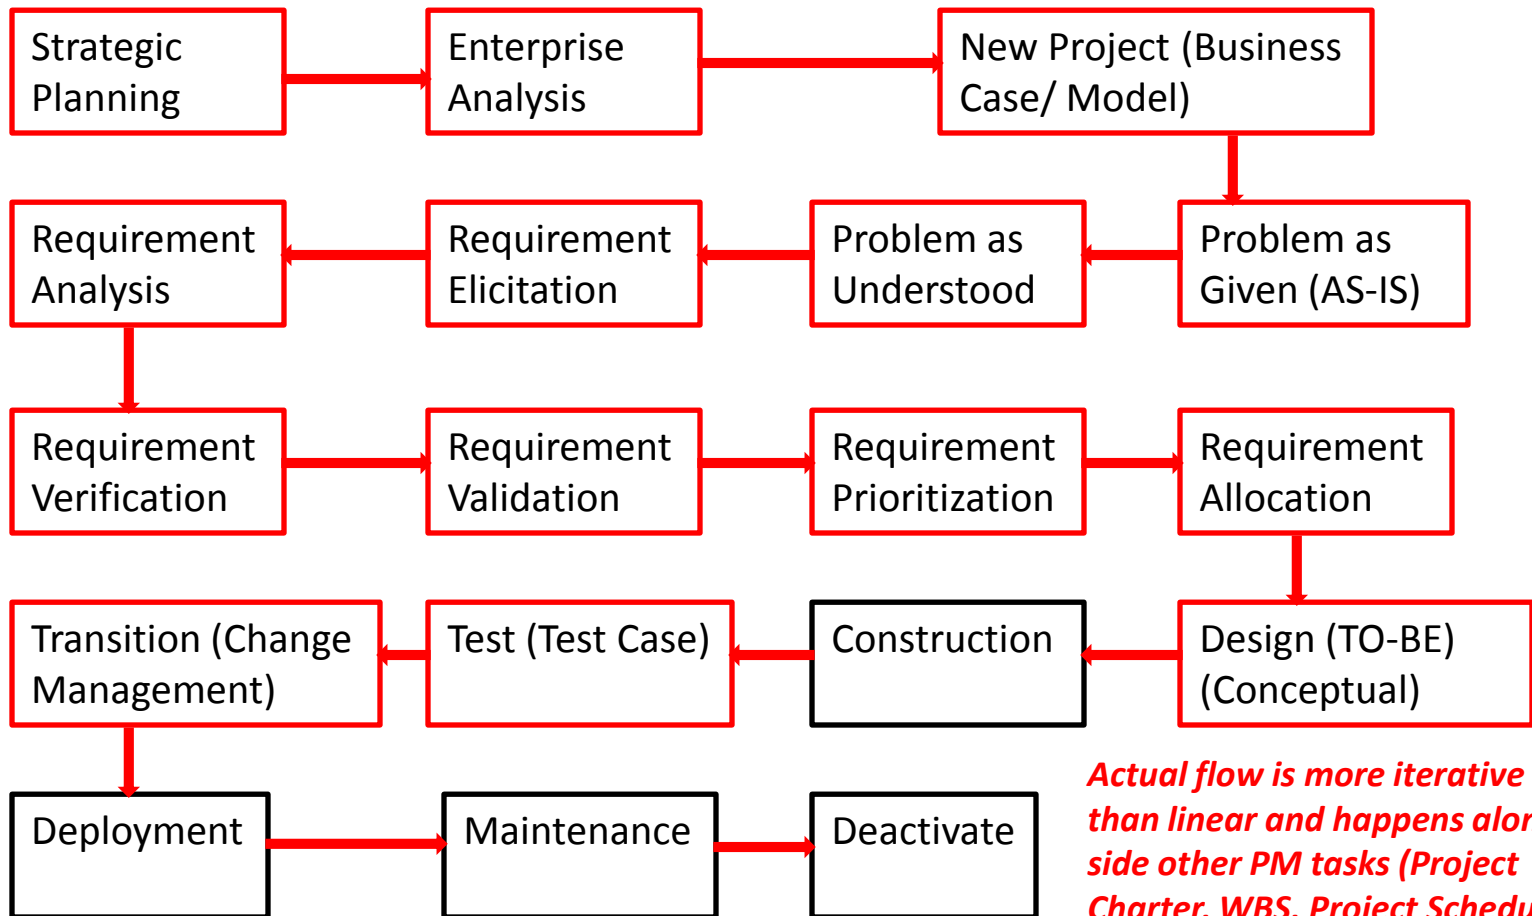 Strategic
Planning
Enterprise
Analysis
New Project (Business
Case/ Model)
Requirement
Analysis
Requirement
Elicitation
Problem as
Understood
Problem as
Given (AS-IS)
Requirement
Verification
Requirement
Validation
Requirement
Prioritization
Requirement
Allocation
Transition (Change
Management)
Test (Test Case)
Construction
Design (TO-BE)
(Conceptual)
Deployment
Maintenance
Deactivate
Actual flow is more iterative
than linear and happens
side other PM tasks (Project
Charter, WBS, Project